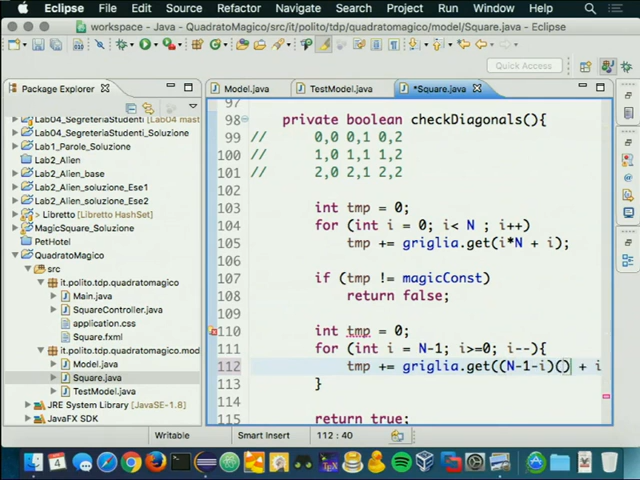 Eclipse File Edit Source Refactor Search Project Run Window Help
workspace - Java - QuadratoMagico/src/it/polito/tdp/quadratomagico/model/Square.java - Eclipse
Quick Access
Package Explorer
Model.java TestModel.java *Square.java
Lab04_SegreteriaStudenti [Lab04 mast
Lab04_SegreteriaStudenti_Soluzione
Lab1_Parole_Soluzione
Lab2_Alien
Lab2_Alien_base
Lab2_Alien_soluzione_Ese1
Lab2_Alien_soluzione_Ese2
> Libretto [Libretto HashSet]
MagicSquare_Soluzione
PetHotel
QuadratoMagico
src
it.polito.tdp.quadratomagico
Main.java
SquareController.java
application.css
Square.fxml
it.polito.tdp.quadratomagico.mod
Model.java
Square.java
TestModel.java
JRE System Library [JavaSE-1.8]
JavaFX SDK
97
98 private boolean checkDiagonals(){
99 // 0,0 0,1 0,2
100 // 1,0 1,1 1,2
101 // 2,0 2,1 2,2
102
103 int tmp = 0;
104 for (int i = 0; i< N ; i++)
105 tmp += griglia.get(i*N + i);
106
107 if (tmp != magicConst)
108 return false;
109
110 int tmp = 0;
111 for (int i = N-1; i>=0; i--){
112 tmp += griglia.get((N-1-i)() + i
113 }
114
115 return true;
Writable Smart Insert 112 : 40